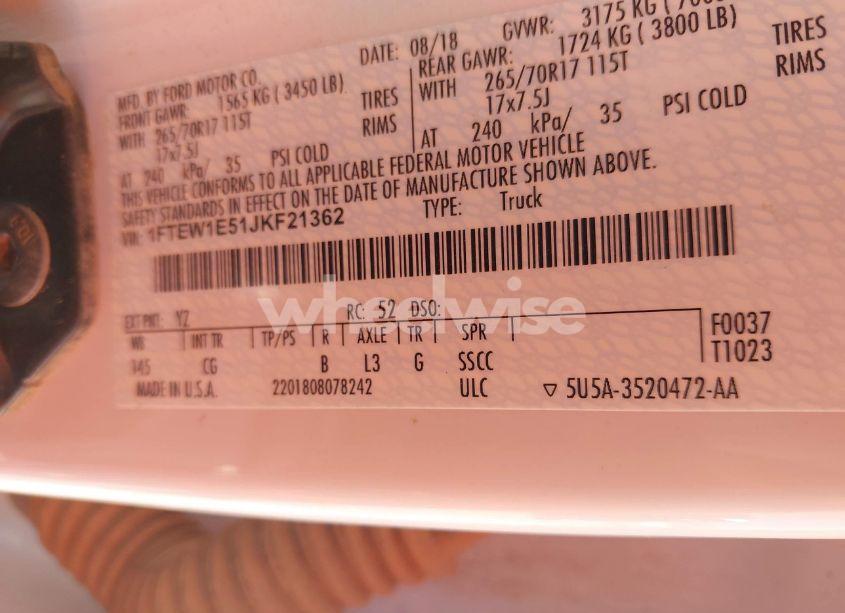 MFD. BY FORD MOTOR CO.
DATE: 08/18 GVWR: 3175 KG
FRONT GAWR: 1565 KG ( 3450 LB)
REAR GAWR: 1724 KG ( 3800 LB)
WITH 265/70R17 115T TIRES
WITH 265/70R17 115T TIRES
17x7.5J RIMS
17x7.5J RIMS
AT 240 kPa/ 35 PSI COLD
AT 240 kPa/ 35 PSI COLD
THIS VEHICLE CONFORMS TO ALL APPLICABLE FEDERAL MOTOR VEHICLE
SAFETY STANDARDS IN EFFECT ON THE DATE OF MANUFACTURE SHOWN ABOVE.
VIN: 1FTEW1E51JKF21362 TYPE: Truck
wheelwise
EXT PNT: YZ RC: 52 DSO:
WB INT TR TP/PS R AXLE TR SPR F0037
145 CG B L3 G SSCC T1023
MADE IN U.S.A. 2201808078242 ULC ▽ 5U5A-3520472-AA